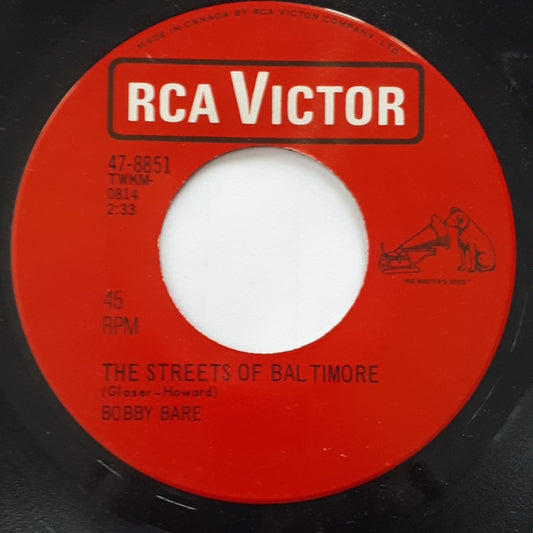 MADE IN CANADA BY RCA VICTOR COMPANY, LTD.
RCA VICTOR
47-8851
TWKM-
0814
2:33
"HIS MASTER'S VOICE"
45
RPM
THE STREETS OF BALTIMORE
(Glaser-Howard)
BOBBY BARE